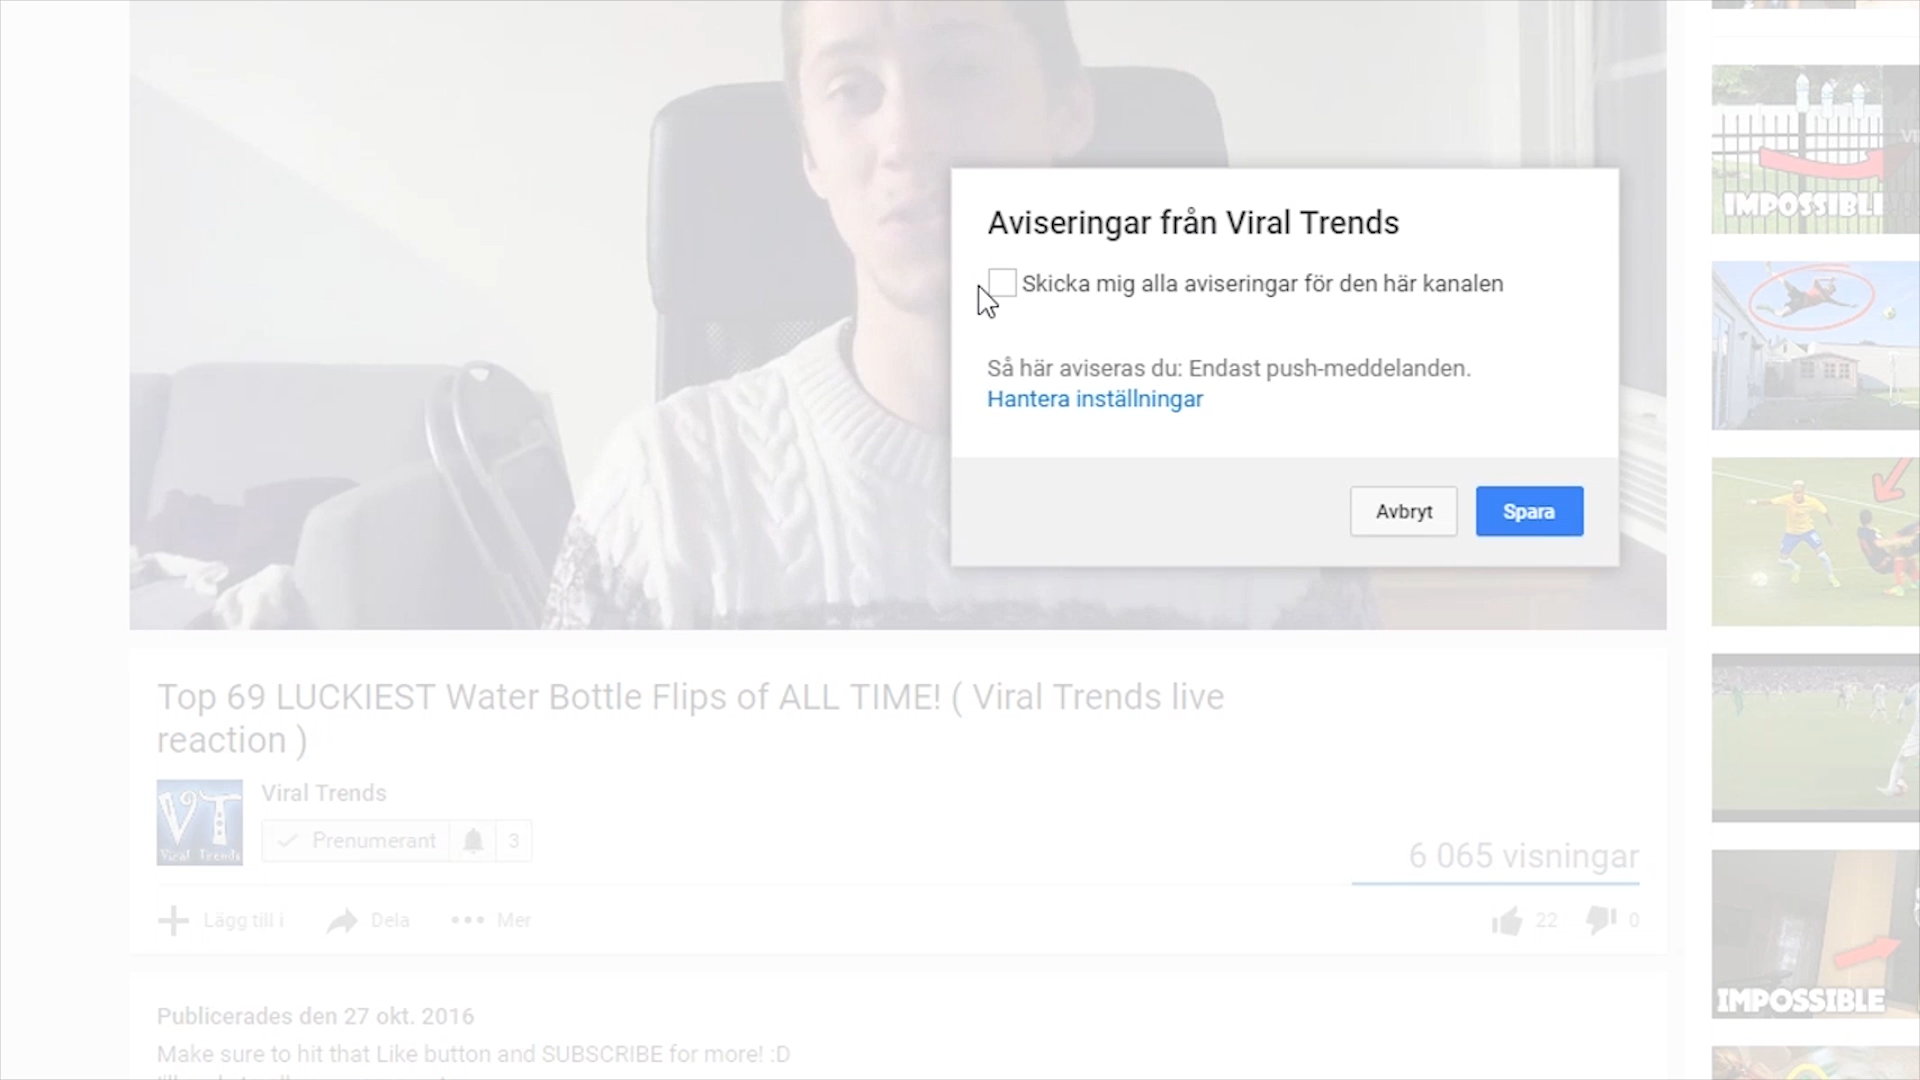 Aviseringar från Viral Trends
Skicka mig alla aviseringar för den här kanalen
Så här aviseras du: Endast push-meddelanden.
Hantera inställningar
Avbryt
Spara
IMPOSSIBLE
Top 69 LUCKIEST Water Bottle Flips of ALL TIME! ( Viral Trends live
reaction )
VT
Viral Trends
Viral Trends
Prenumerant
3
6 065 visningar
Lägg till i
Dela
Mer
22
0
IMPOSSIBLE
Publicerades den 27 okt. 2016
Make sure to hit that Like button and SUBSCRIBE for more! :D